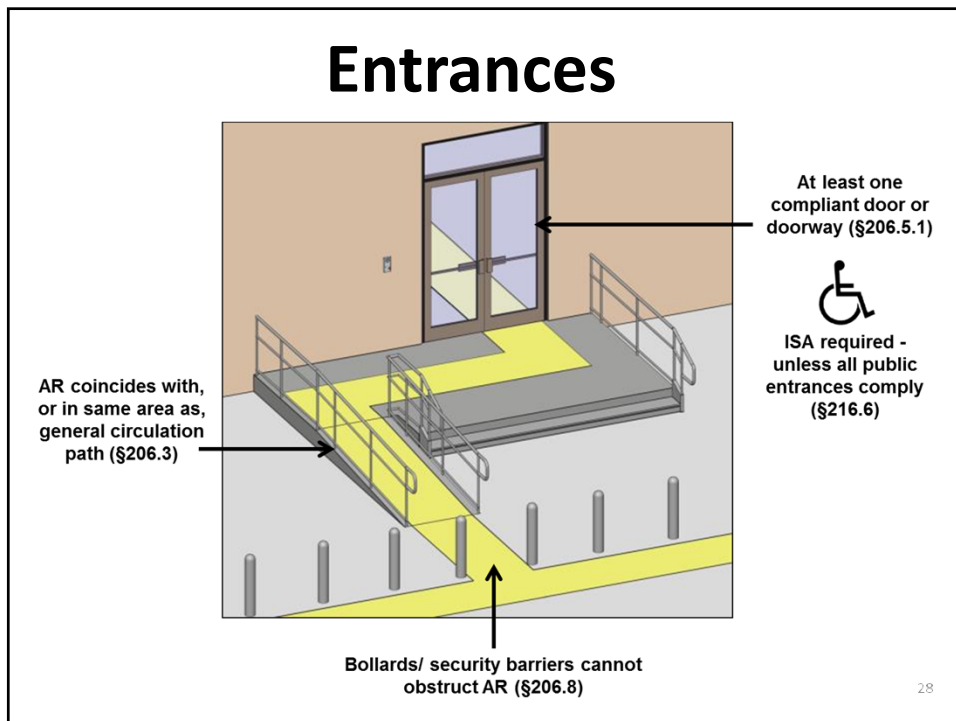 Entrances
At least one
compliant door or
doorway (§206.5.1)
ISA required -
unless all public
entrances comply
(§216.6)
AR coincides with,
or in same area as,
general circulation
path (§206.3)
Bollards/ security barriers cannot
obstruct AR (§206.8)
28